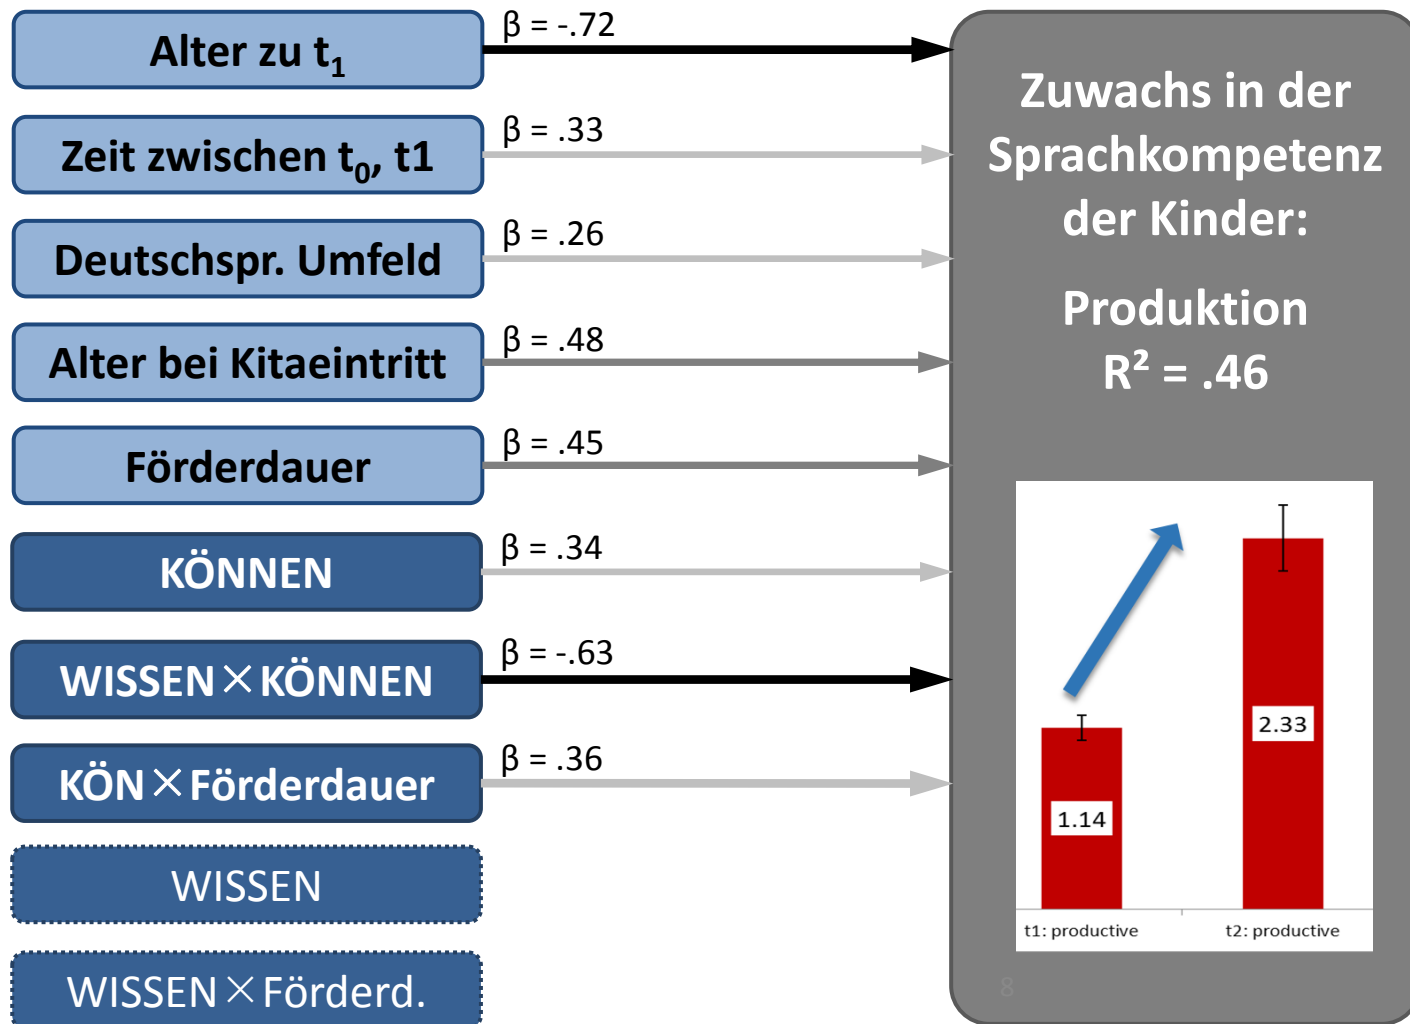 Alter zu t₁
β = -.72
Zeit zwischen t₀, t1
β = .33
Deutschspr. Umfeld
β = .26
Alter bei Kitaeintritt
β = .48
Förderdauer
β = .45
KÖNNEN
β = .34
WISSEN×KÖNNEN
β = -.63
KÖN×Förderdauer
β = .36
WISSEN
WISSEN×Förderd.
Zuwachs in der
Sprachkompetenz
der Kinder:
Produktion
R² = .46
1.14
2.33
t1: productive
t2: productive
8